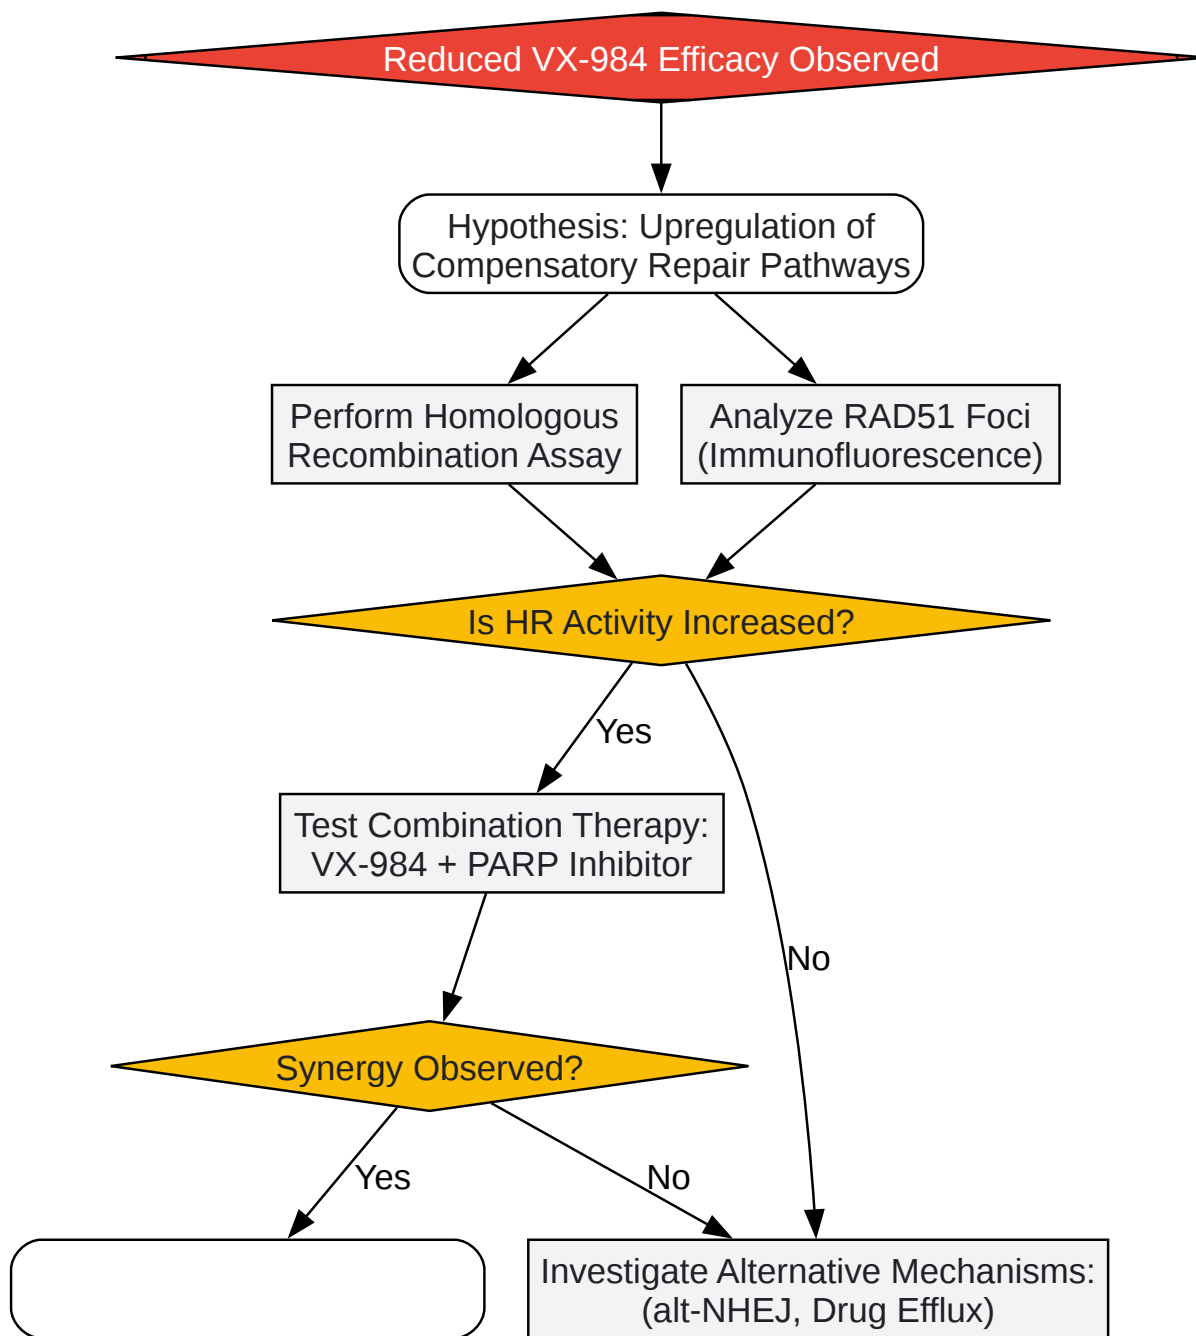 Reduced VX-984 Efficacy Observed
Hypothesis: Upregulation of
Compensatory Repair Pathways
Perform Homologous
Recombination Assay
Analyze RAD51 Foci
(Immunofluorescence)
Is HR Activity Increased?
Yes
Test Combination Therapy:
VX-984 + PARP Inhibitor
No
Synergy Observed?
Yes
No
Investigate Alternative Mechanisms:
(alt-NHEJ, Drug Efflux)